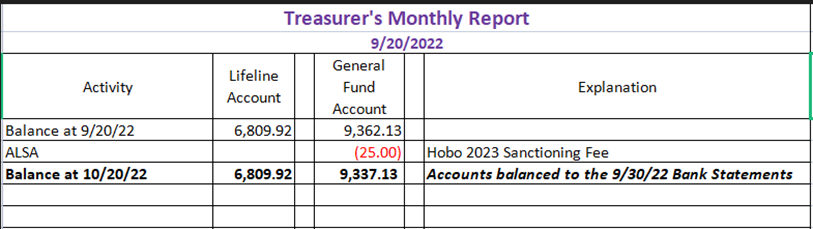 Treasurer's Monthly Report
9/20/2022
Activity Lifeline Account General Fund Account Explanation
Balance at 9/20/22 6,809.92 9,362.13
ALSA (25.00) Hobo 2023 Sanctioning Fee
Balance at 10/20/22 6,809.92 9,337.13 Accounts balanced to the 9/30/22 Bank Statements